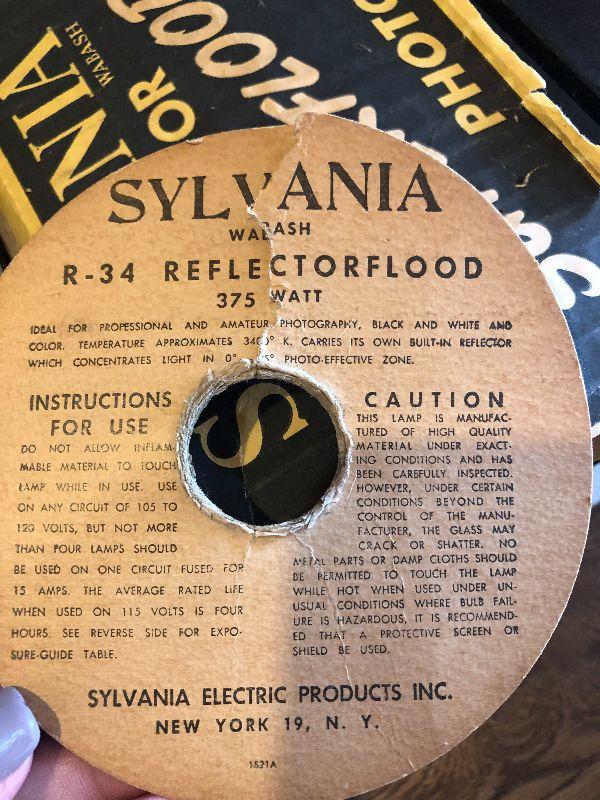 NIA
WABASH
FOR
FLOOD
PHOTO
SYLVANIA
WABASH
R-34 REFLECTORFLOOD
375 WATT
IDEAL FOR PROFESSIONAL AND AMATEUR PHOTOGRAPHY, BLACK AND WHITE AND
COLOR. TEMPERATURE APPROXIMATES 3400° K. CARRIES ITS OWN BUILT-IN REFLECTOR
WHICH CONCENTRATES LIGHT IN 0° 5° PHOTO-EFFECTIVE ZONE.
INSTRUCTIONS
FOR USE
DO NOT ALLOW INFLAM-
MABLE MATERIAL TO TOUCH
LAMP WHILE IN USE. USE
ON ANY CIRCUIT OF 105 TO
120 VOLTS, BUT NOT MORE
THAN FOUR LAMPS SHOULD
BE USED ON ONE CIRCUIT FUSED FOR
15 AMPS. THE AVERAGE RATED LIFE
WHEN USED ON 115 VOLTS IS FOUR
HOURS. SEE REVERSE SIDE FOR EXPO-
SURE-GUIDE TABLE.
CAUTION
THIS LAMP IS MANUFAC-
TURED OF HIGH QUALITY
MATERIAL UNDER EXACT-
ING CONDITIONS AND HAS
BEEN CAREFULLY INSPECTED.
HOWEVER, UNDER CERTAIN
CONDITIONS BEYOND THE
CONTROL OF THE MANU-
FACTURER, THE GLASS MAY
CRACK OR SHATTER. NO
METAL PARTS OR DAMP CLOTHS SHOULD
BE PERMITTED TO TOUCH THE LAMP
WHILE HOT WHEN USED UNDER UN-
USUAL CONDITIONS WHERE BULB FAIL-
URE IS HAZARDOUS, IT IS RECOMMEND-
ED THAT A PROTECTIVE SCREEN OR
SHIELD BE USED.
S
SYLVANIA ELECTRIC PRODUCTS INC.
NEW YORK 19, N. Y.
1521A